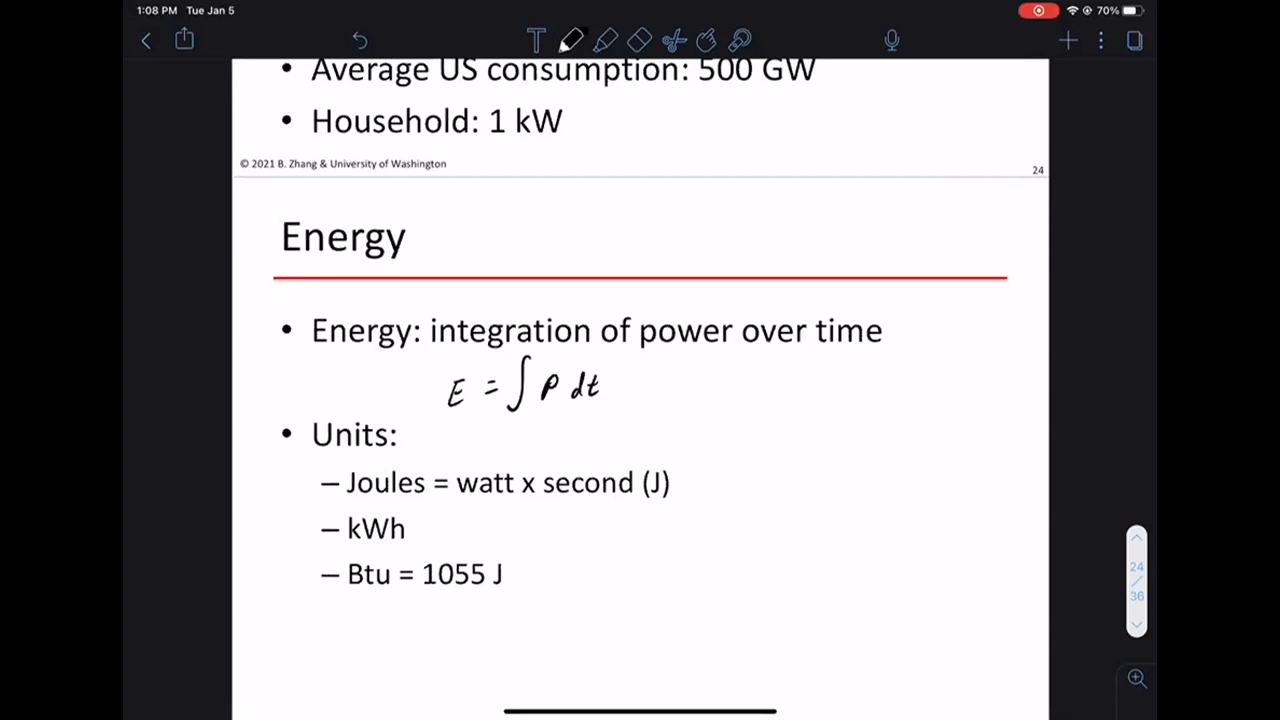 1:08 PM Tue Jan 5
70%
T
• Average US consumption: 500 GW
• Household: 1 kW
© 2021 B. Zhang & University of Washington
24
Energy
• Energy: integration of power over time
E = ∫ P dt
• Units:
– Joules = watt x second (J)
– kWh
– Btu = 1055 J
24
/
36